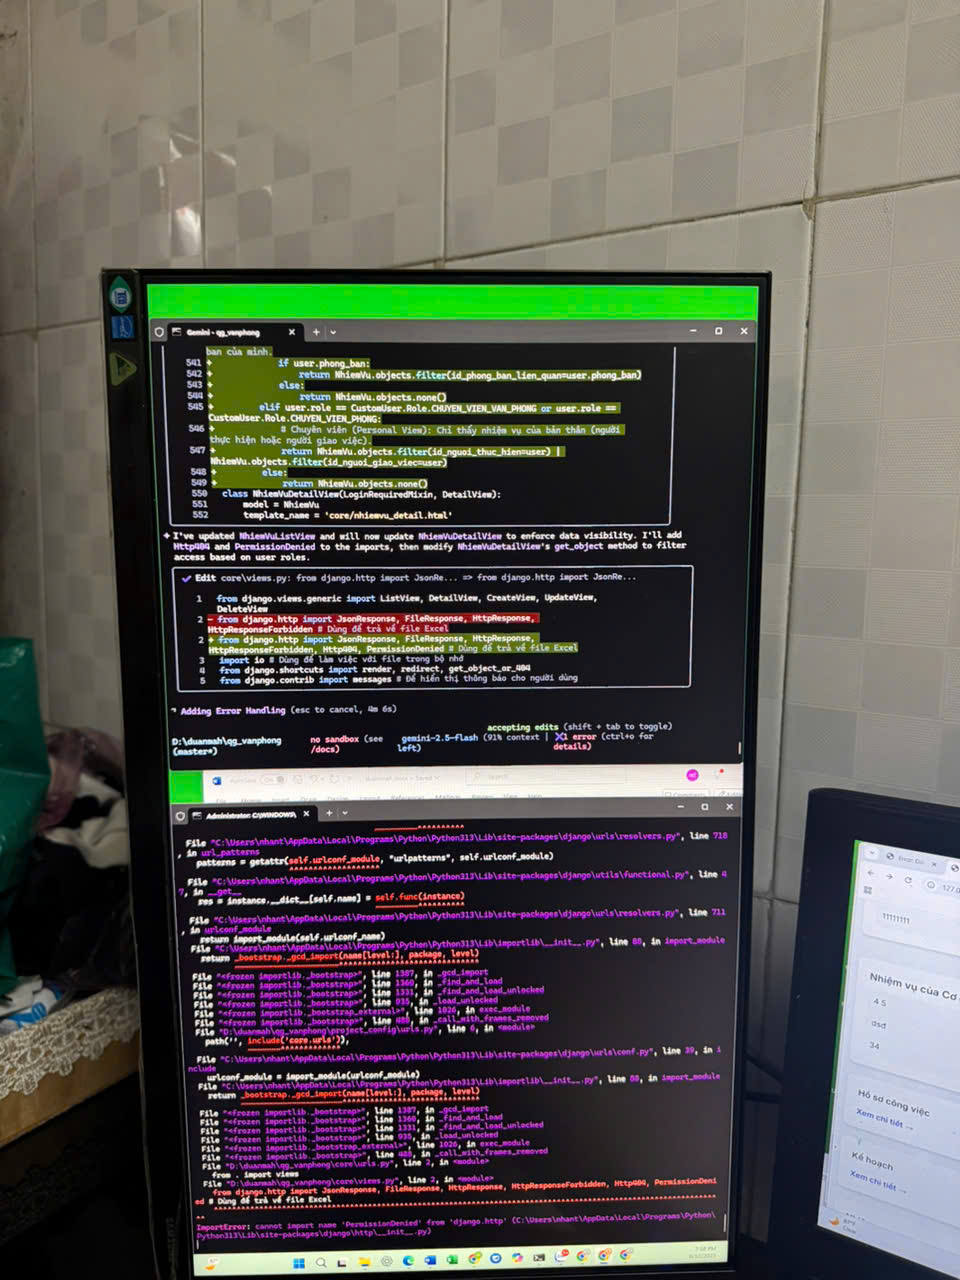 Gemini - qg_vanphong
ban của mình.
541 + if user.phong_ban:
542 + return NhiemVu.objects.filter(id_phong_ban_lien_quan=user.phong_ban)
543 + else:
544 + return NhiemVu.objects.none()
545 + elif user.role == CustomUser.Role.CHUYEN_VIEN_VAN_PHONG or user.role ==
CustomUser.Role.CHUYEN_VIEN_PHONG:
546 + # Chuyên viên (Personal View): Chỉ thấy nhiệm vụ của bản thân (người
thực hiện hoặc người giao việc).
547 + return NhiemVu.objects.filter(id_nguoi_thuc_hien=user) |
NhiemVu.objects.filter(id_nguoi_giao_viec=user)
548 + else:
549 + return NhiemVu.objects.none()
550 class NhiemVuDetailView(LoginRequiredMixin, DetailView):
551 model = NhiemVu
552 template_name = 'core/nhiemvu_detail.html'
I've updated NhiemVuListView and will now update NhiemVuDetailView to enforce data visibility. I'll add
Http404 and PermissionDenied to the imports, then modify NhiemVuDetailView's get_object method to filter
access based on user roles.
✓ Edit core\views.py: from django.http import JsonRe... => from django.http import JsonRe...
1 from django.views.generic import ListView, DetailView, CreateView, UpdateView,
DeleteView
2 - from django.http import JsonResponse, FileResponse, HttpResponse,
HttpResponseForbidden # Dùng để trả về file Excel
2 + from django.http import JsonResponse, FileResponse, HttpResponse,
HttpResponseForbidden, Http404, PermissionDenied # Dùng để trả về file Excel
3 import io # Dùng để làm việc với file trong bộ nhớ
4 from django.shortcuts import render, redirect, get_object_or_404
5 from django.contrib import messages # Để hiển thị thông báo cho người dùng
Adding Error Handling (esc to cancel, 4m 6s)
accepting edits (shift + tab to toggle)
D:\duanmah\qg_vanphong no sandbox (see gemini-2.5-flash (91% context | ✖1 error (ctrl+o for
(master*) /docs) left) details)
Administrator: C:\WINDOWS\
File "C:\Users\nhant\AppData\Local\Programs\Python\Python313\Lib\site-packages\django\urls\resolvers.py", line 718
, in url_patterns
patterns = getattr(self.urlconf_module, "urlpatterns", self.urlconf_module)
File "C:\Users\nhant\AppData\Local\Programs\Python\Python313\Lib\site-packages\django\utils\functional.py", line 4
7, in __get__
res = instance.__dict__[self.name] = self.func(instance)
File "C:\Users\nhant\AppData\Local\Programs\Python\Python313\Lib\site-packages\django\urls\resolvers.py", line 711
, in urlconf_module
return import_module(self.urlconf_name)
File "C:\Users\nhant\AppData\Local\Programs\Python\Python313\Lib\importlib\__init__.py", line 88, in import_module
return _bootstrap._gcd_import(name[level:], package, level)
File "<frozen importlib._bootstrap>", line 1387, in _gcd_import
File "<frozen importlib._bootstrap>", line 1360, in _find_and_load
File "<frozen importlib._bootstrap>", line 1331, in _find_and_load_unlocked
File "<frozen importlib._bootstrap>", line 935, in _load_unlocked
File "<frozen importlib._bootstrap_external>", line 1026, in exec_module
File "<frozen importlib._bootstrap>", line 488, in _call_with_frames_removed
File "D:\duanmah\qg_vanphong\project_config\urls.py", line 6, in <module>
path('', include('core.urls')),
File "C:\Users\nhant\AppData\Local\Programs\Python\Python313\Lib\site-packages\django\urls\conf.py", line 39, in i
nclude
urlconf_module = import_module(urlconf_module)
File "C:\Users\nhant\AppData\Local\Programs\Python\Python313\Lib\importlib\__init__.py", line 88, in import_module
return _bootstrap._gcd_import(name[level:], package, level)
File "<frozen importlib._bootstrap>", line 1387, in _gcd_import
File "<frozen importlib._bootstrap>", line 1360, in _find_and_load
File "<frozen importlib._bootstrap>", line 1331, in _find_and_load_unlocked
File "<frozen importlib._bootstrap>", line 935, in _load_unlocked
File "<frozen importlib._bootstrap_external>", line 1026, in exec_module
File "<frozen importlib._bootstrap>", line 488, in _call_with_frames_removed
File "D:\duanmah\qg_vanphong\core\urls.py", line 2, in <module>
from . import views
File "D:\duanmah\qg_vanphong\core\views.py", line 2, in <module>
from django.http import JsonResponse, FileResponse, HttpResponse, HttpResponseForbidden, Http404, PermissionDeni
ed # Dùng để trả về file Excel
ImportError: cannot import name 'PermissionDenied' from 'django.http' (C:\Users\nhant\AppData\Local\Programs\Python\
Python313\Lib\site-packages\django\http\__init__.py)
127.0
11111111
Nhiệm vụ của Cơ
4 5
dsd
34
Hồ sơ công việc
Xem chi tiết →
Kế hoạch
Xem chi tiết →